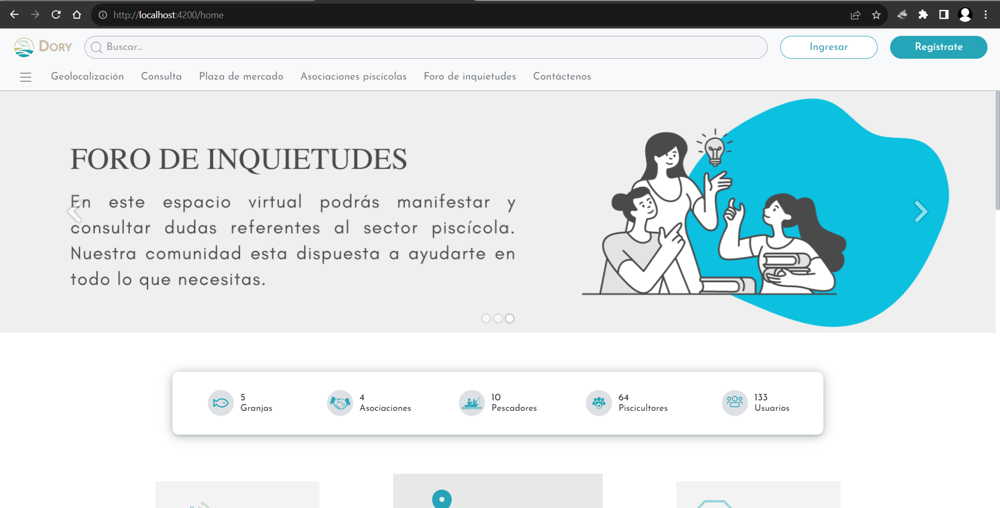 http://localhost:4200/home
DORY
Buscar...
Ingresar
Regístrate
Geolocalización Consulta Plaza de mercado Asociaciones piscícolas Foro de inquietudes Contáctenos
FORO DE INQUIETUDES
En este espacio virtual podrás manifestar y
consultar dudas referentes al sector piscícola.
Nuestra comunidad esta dispuesta a ayudarte en
todo lo que necesitas.
5
Granjas
4
Asociaciones
10
Pescadores
64
Piscicultores
133
Usuarios